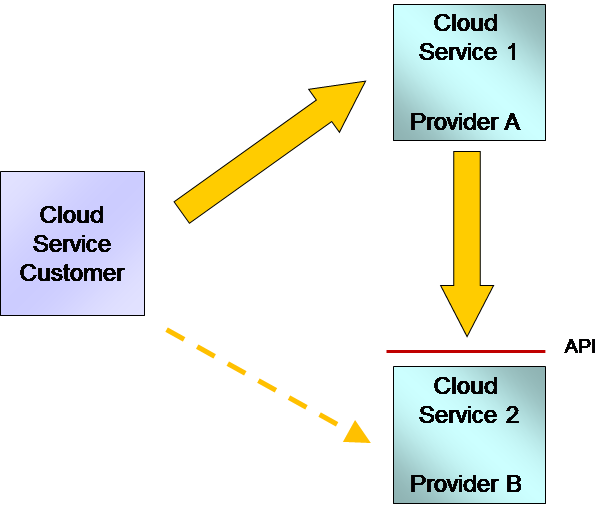 Cloud
Service 1
Provider A
Cloud
Service
Customer
API
Cloud
Service 2
Provider B